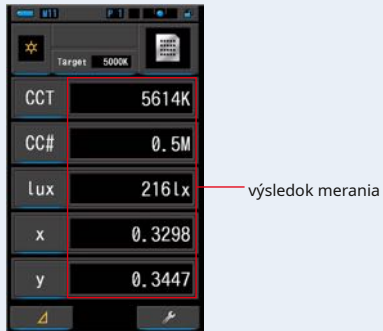 M11 P 1
Target 5000K
CCT 5614K
CC# 0.5M
lux 216lx
výsledok merania
x 0.3298
y 0.3447